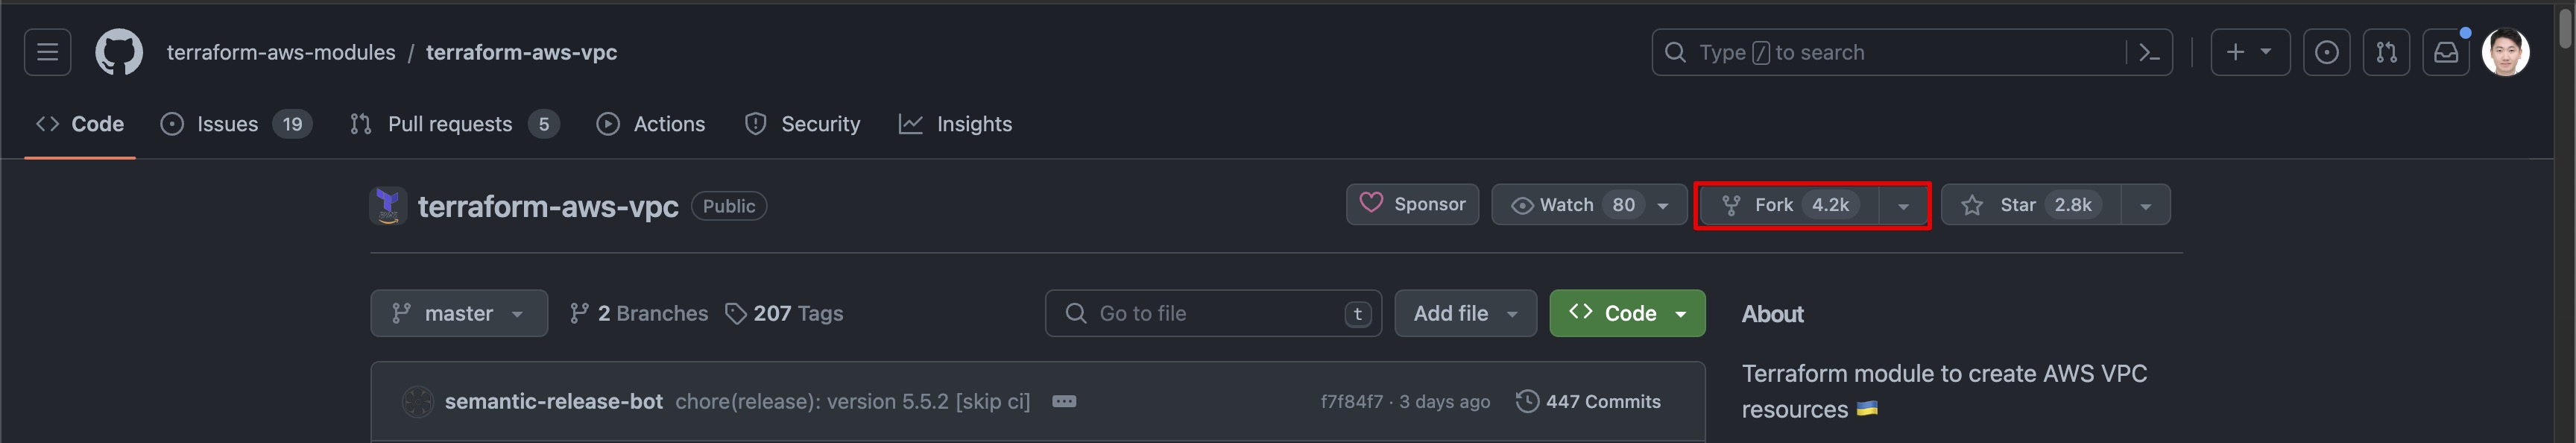 terraform-aws-modules / terraform-aws-vpc
Type / to search
Code
Issues 19
Pull requests 5
Actions
Security
Insights
terraform-aws-vpc Public
Sponsor
Watch 80
Fork 4.2k
Star 2.8k
master
2 Branches
207 Tags
Go to file t
Add file
Code
About
semantic-release-bot chore(release): version 5.5.2 [skip ci]
f7f84f7 · 3 days ago
447 Commits
Terraform module to create AWS VPC
resources 🇺🇦